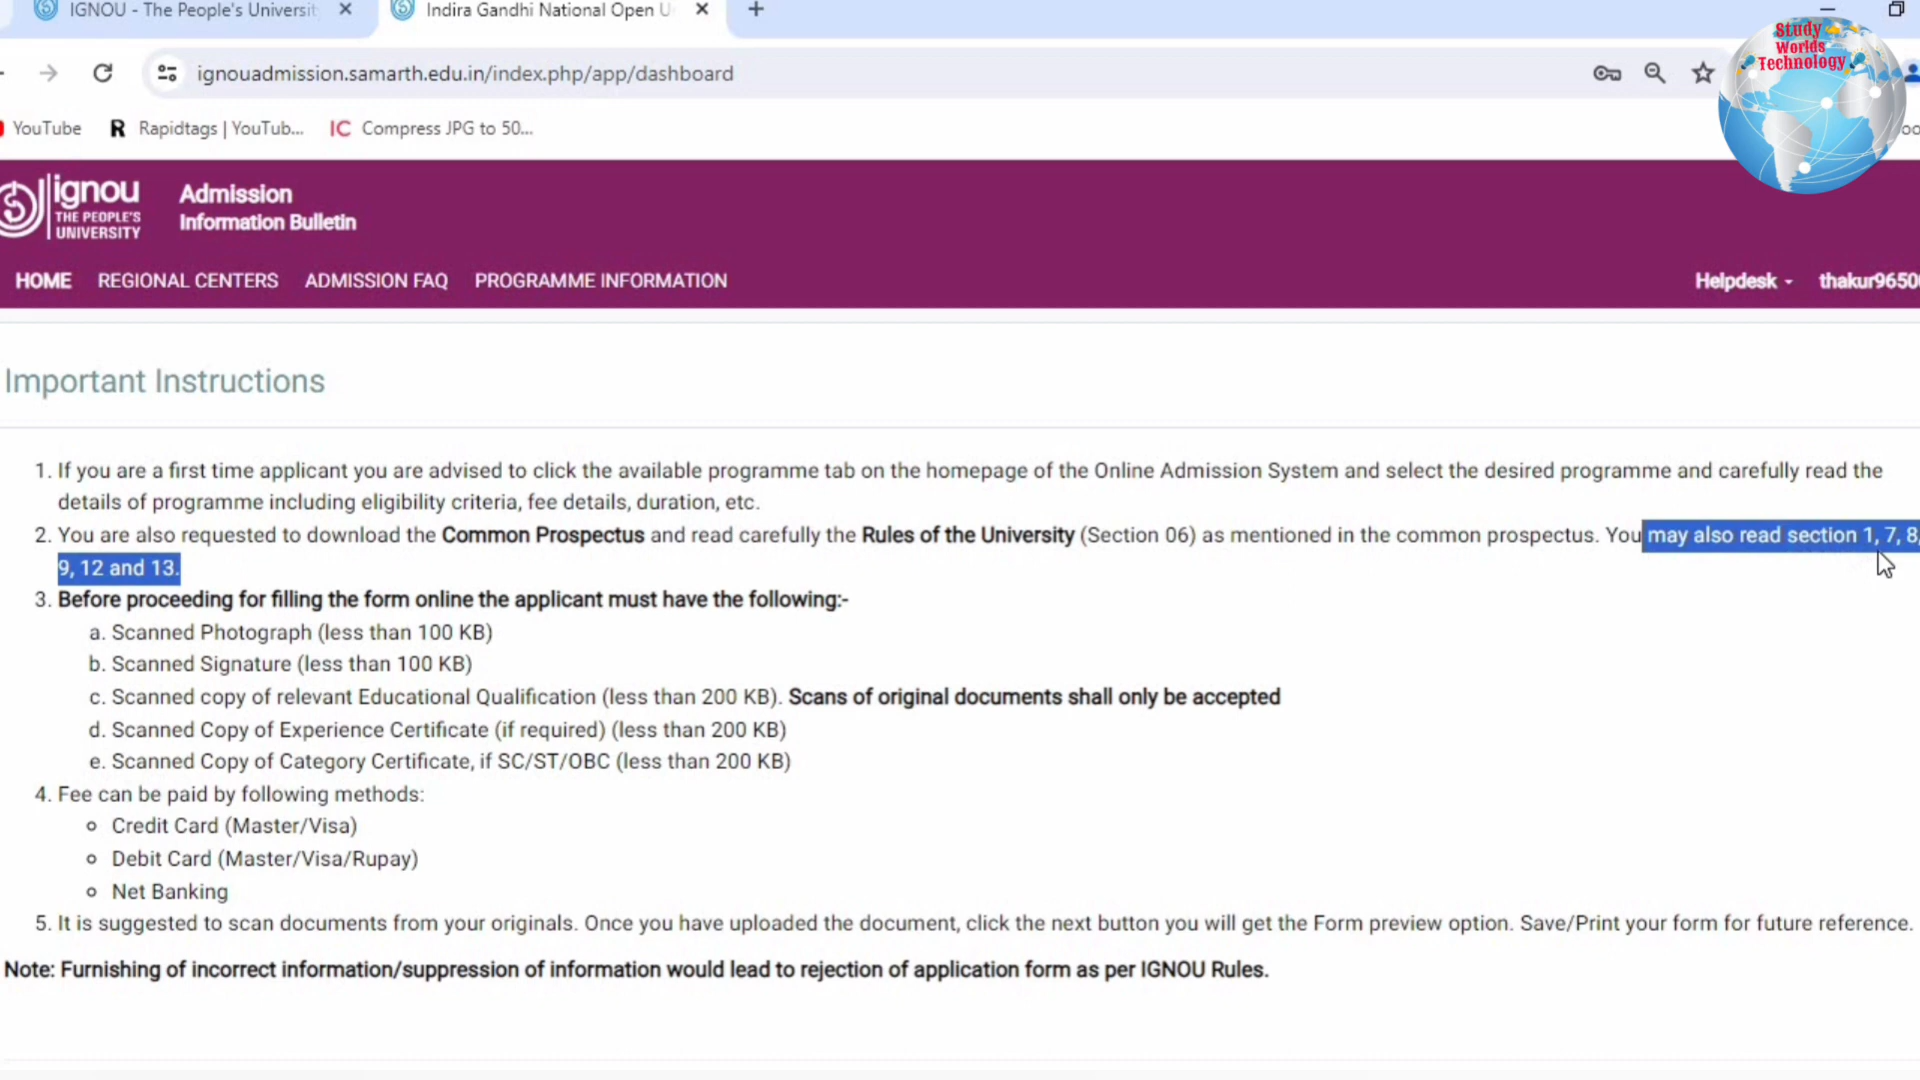 IGNOU - The People's Universit
Indira Gandhi National Open U
Study
Worlds
Technology
ignouadmission.samarth.edu.in/index.php/app/dashboard
YouTube
Rapidtags | YouTub...
IC Compress JPG to 50...
ignou
THE PEOPLE'S
UNIVERSITY
Admission
Information Bulletin
HOME REGIONAL CENTERS ADMISSION FAQ PROGRAMME INFORMATION Helpdesk
Important Instructions
1. If you are a first time applicant you are advised to click the available programme tab on the homepage of the Online Admission System and select the desired programme and carefully read the
details of programme including eligibility criteria, fee details, duration, etc.
2. You are also requested to download the Common Prospectus and read carefully the Rules of the University (Section 06) as mentioned in the common prospectus. You may also read section 1, 7, 8,
9, 12 and 13.
3. Before proceeding for filling the form online the applicant must have the following:-
a. Scanned Photograph (less than 100 KB)
b. Scanned Signature (less than 100 KB)
c. Scanned copy of relevant Educational Qualification (less than 200 KB). Scans of original documents shall only be accepted
d. Scanned Copy of Experience Certificate (if required) (less than 200 KB)
e. Scanned Copy of Category Certificate, if SC/ST/OBC (less than 200 KB)
4. Fee can be paid by following methods:
Credit Card (Master/Visa)
Debit Card (Master/Visa/Rupay)
Net Banking
5. It is suggested to scan documents from your originals. Once you have uploaded the document, click the next button you will get the Form preview option. Save/Print your form for future reference.
Note: Furnishing of incorrect information/suppression of information would lead to rejection of application form as per IGNOU Rules.